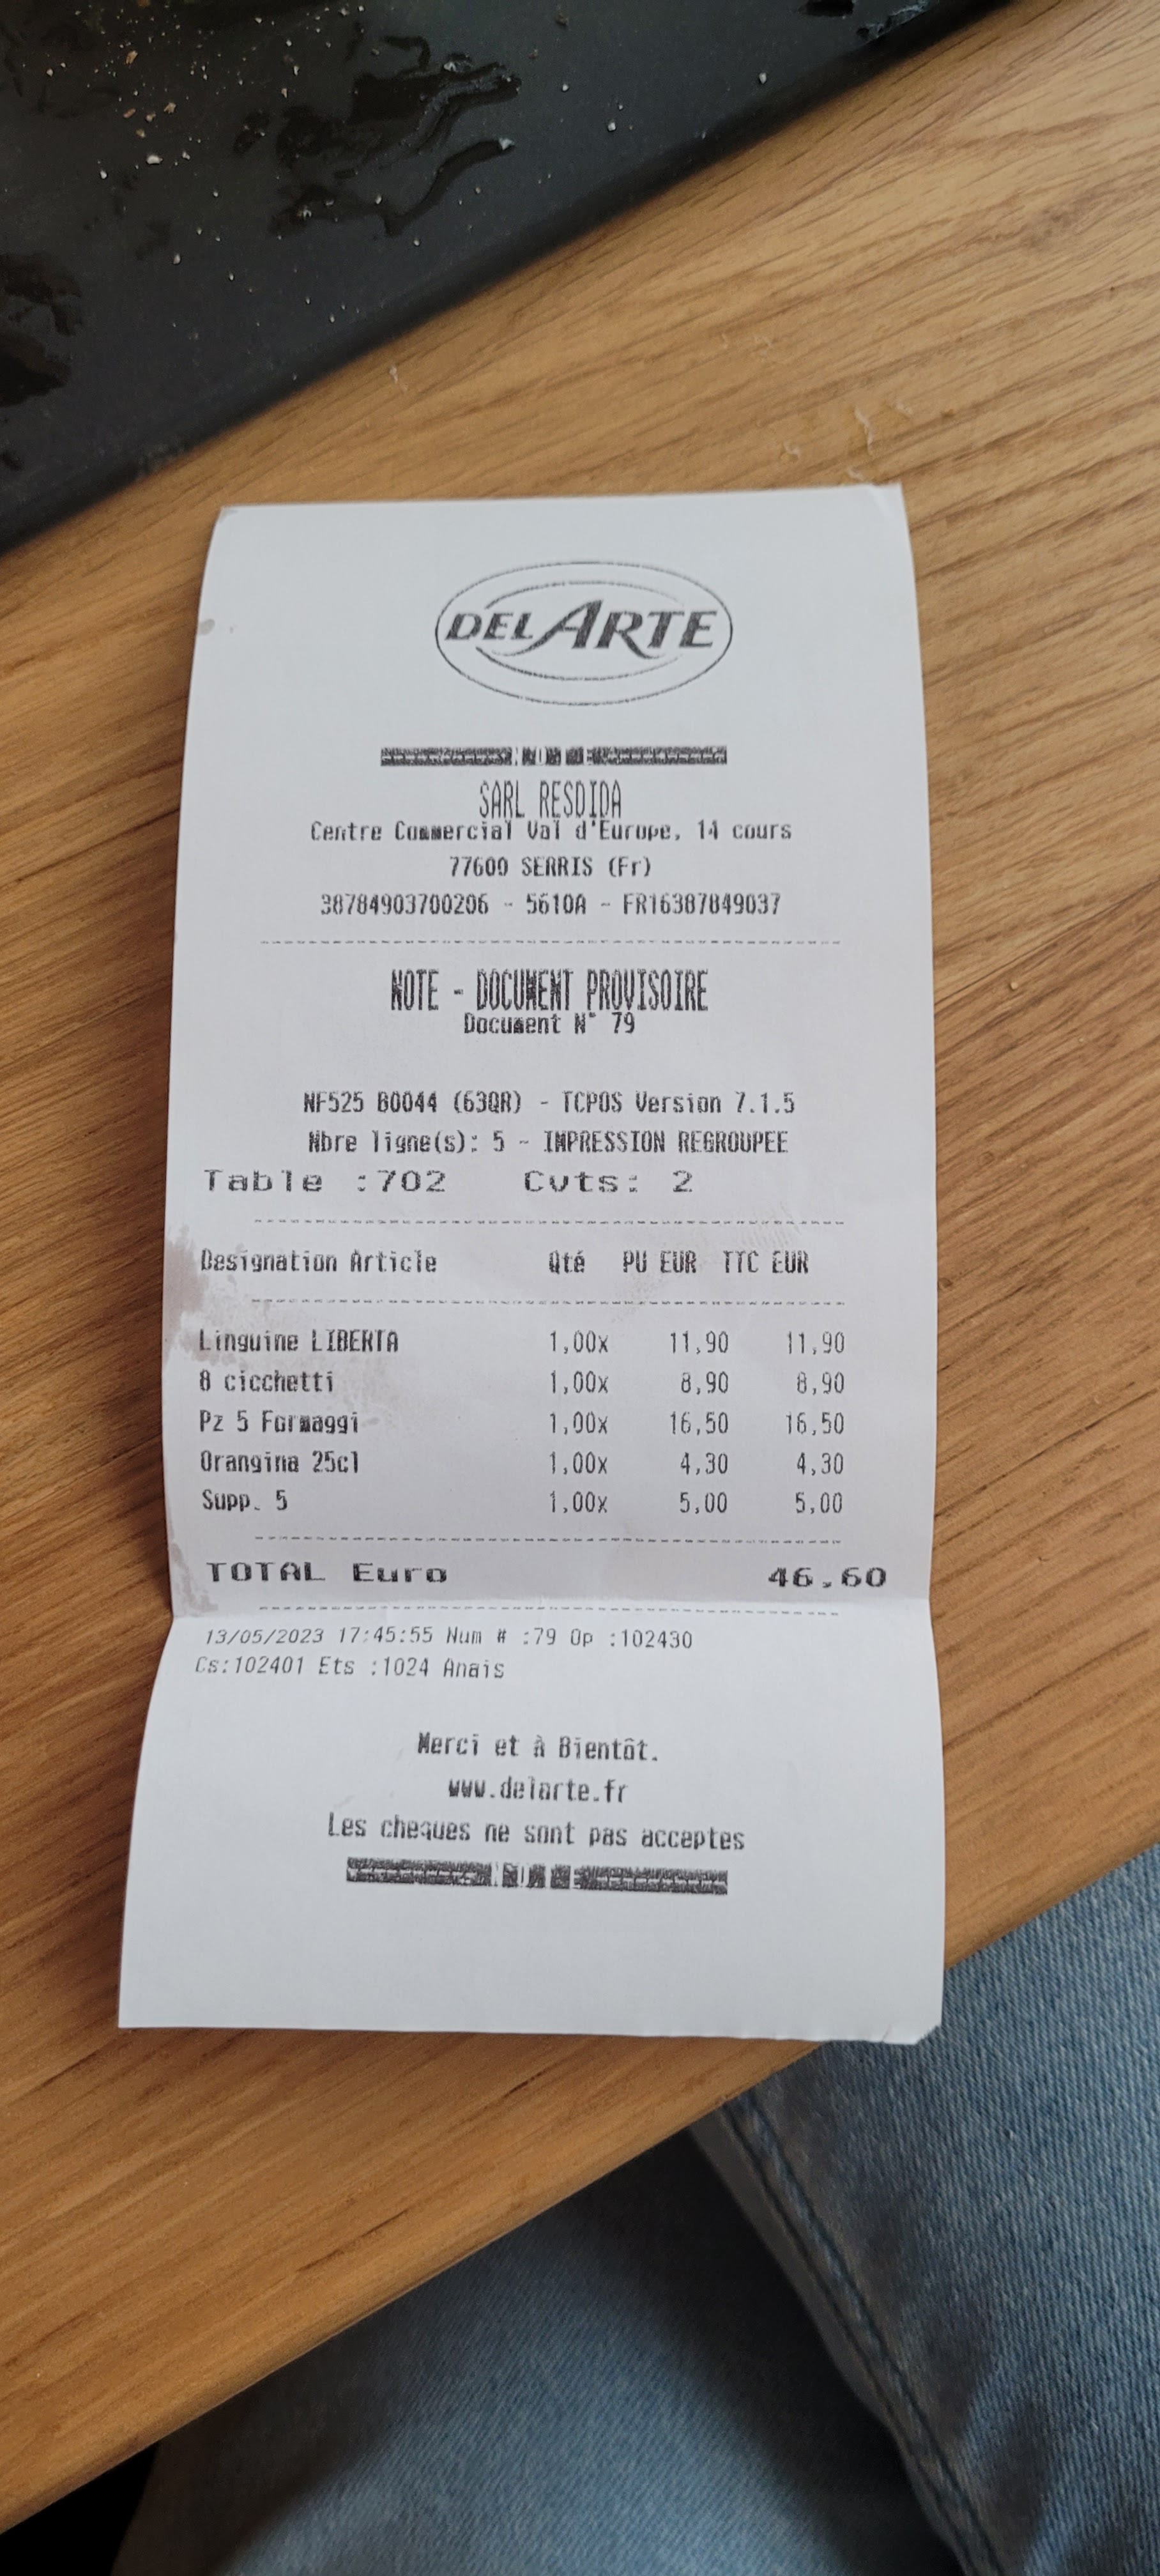 DEL ARTE
SARL RESDIDA
Centre Commercial Val d'Europe, 14 cours
77600 SERRIS (Fr)
38784903700206 - 5610A - FR16387849037
NOTE - DOCUMENT PROVISOIRE
Document N° 79
NF525 B0044 (63QR) - TCPOS Version 7.1.5
Nbre ligne(s): 5 - IMPRESSION REGROUPEE
Table :702 Cvts: 2
Designation Article Qté PU EUR TTC EUR
Linguine LIBERTA 1,00x 11,90 11,90
8 cicchetti 1,00x 8,90 8,90
Pz 5 Formaggi 1,00x 16,50 16,50
Orangina 25cl 1,00x 4,30 4,30
Supp. 5 1,00x 5,00 5,00
TOTAL Euro 46.60
13/05/2023 17:45:55 Num # :79 Op :102430
Cs:102401 Ets :1024 Anais
Merci et à Bientôt.
www.delarte.fr
Les cheques ne sont pas acceptes